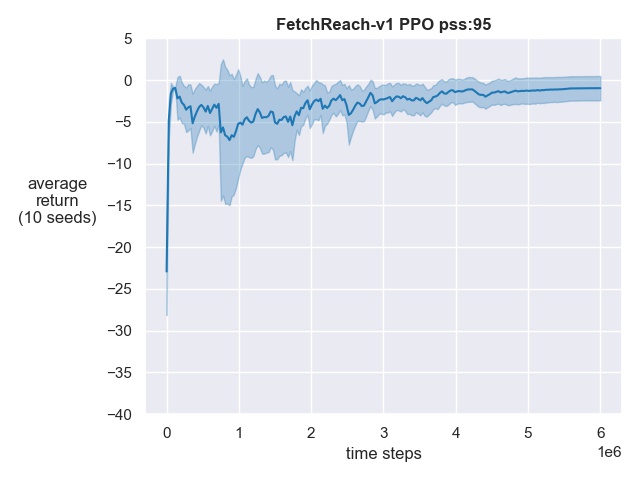 FetchReach-v1 PPO pss:95
5
0
−5
−10
−15
−20
−25
−30
−35
−40
average
return
(10 seeds)
0 1 2 3 4 5 6
1e6
time steps